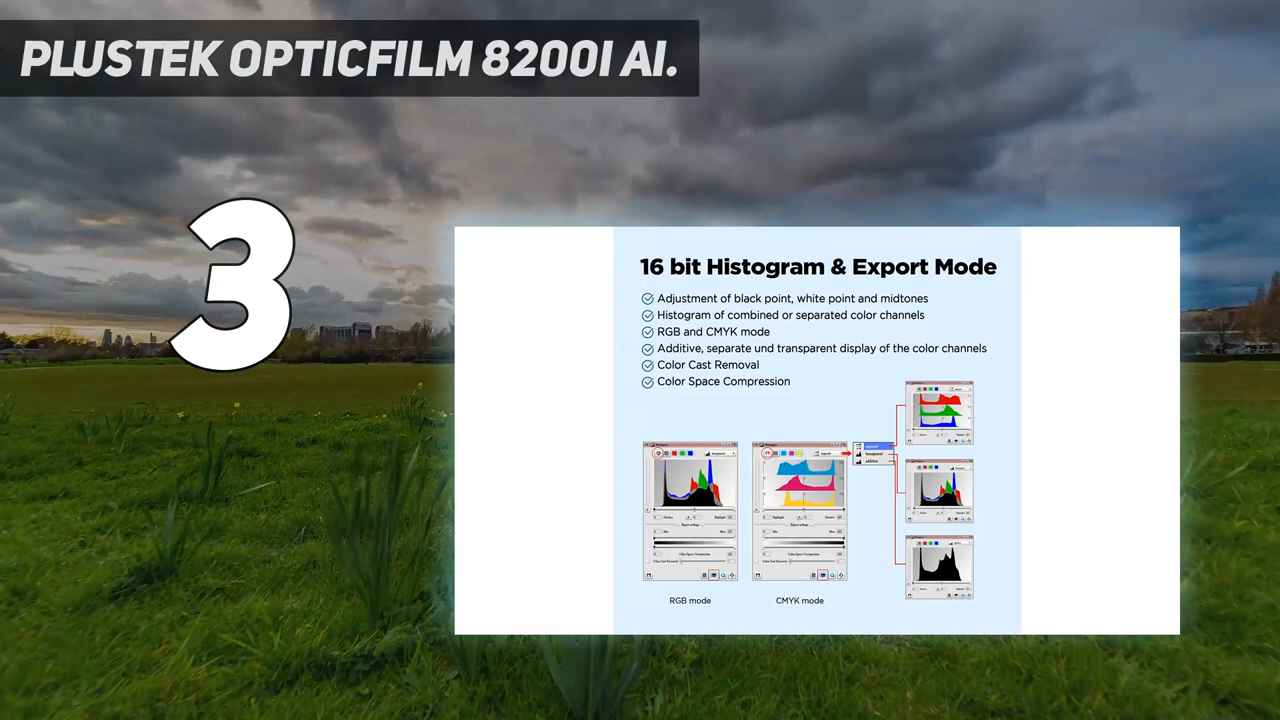 PLUSTEK OPTICFILM 8200I AI.
3
16 bit Histogram & Export Mode
Adjustment of black point, white point and midtones
Histogram of combined or separated color channels
RGB and CMYK mode
Additive, separate und transparent display of the color channels
Color Cast Removal
Color Space Compression
RGB mode
CMYK mode